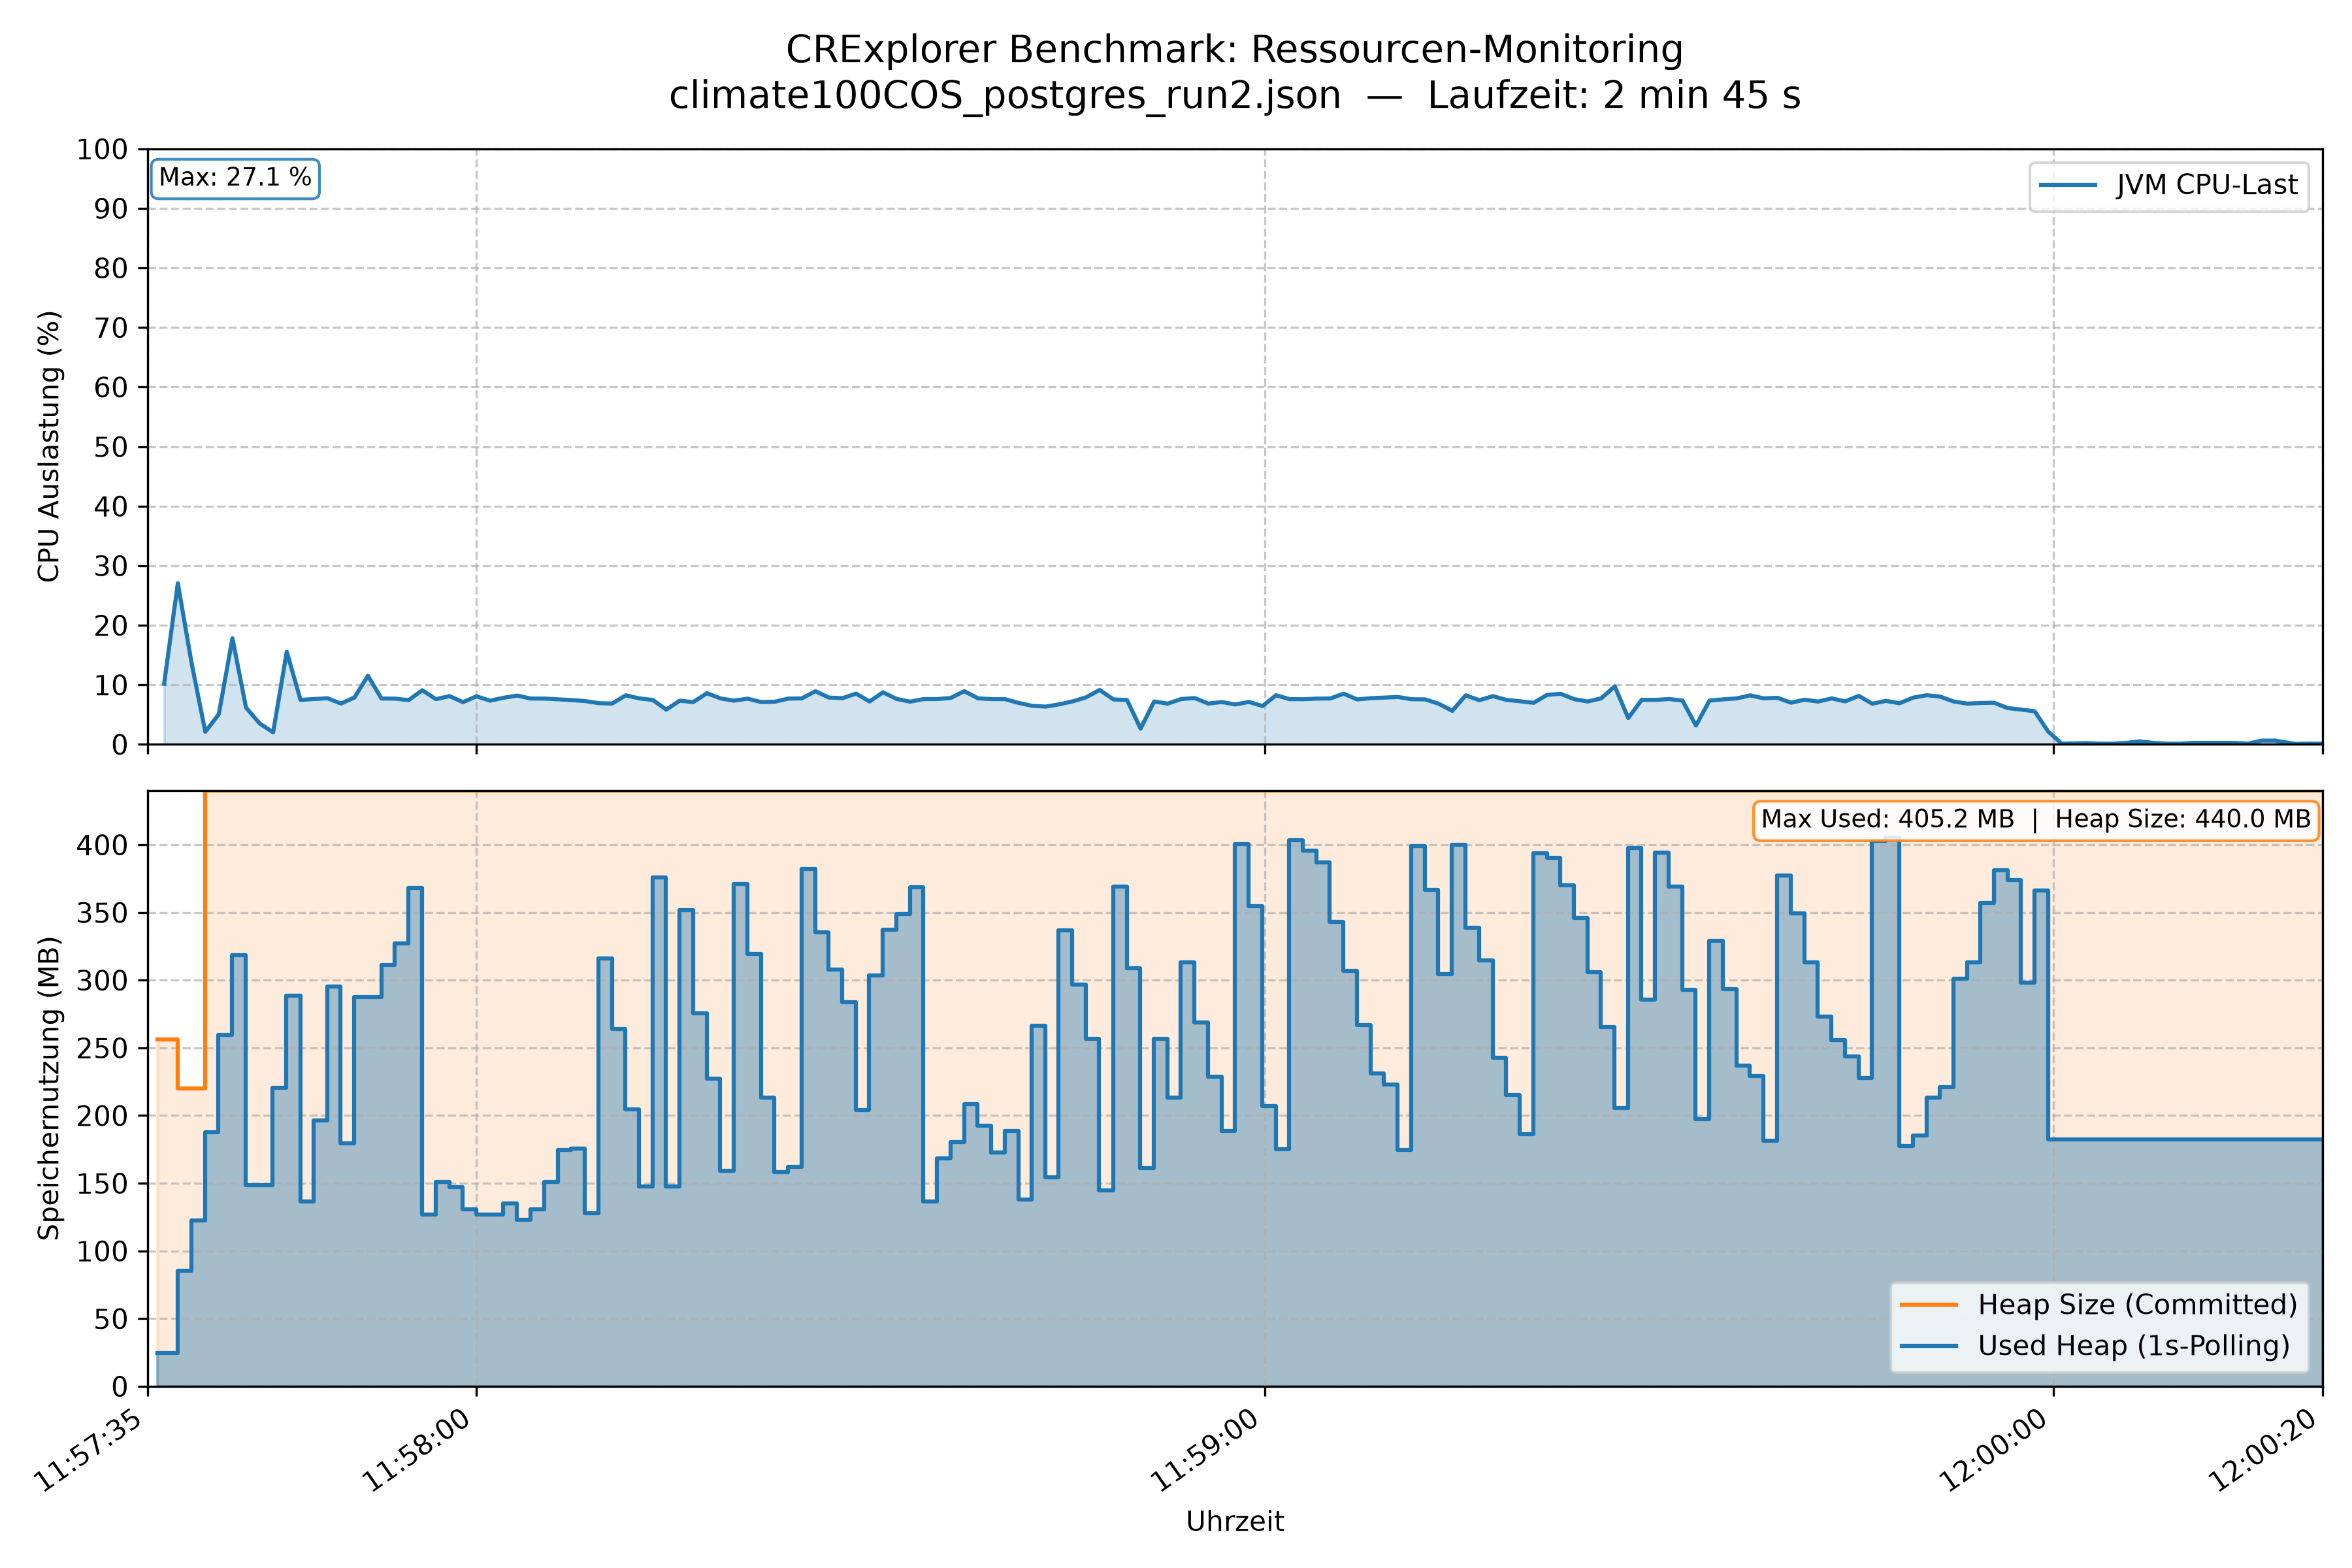 CRExplorer Benchmark: Ressourcen-Monitoring
climate100COS_postgres_run2.json — Laufzeit: 2 min 45 s
Max: 27.1 %
JVM CPU-Last
CPU Auslastung (%)
100
90
80
70
60
50
40
30
20
10
0
Max Used: 405.2 MB | Heap Size: 440.0 MB
Speichernutzung (MB)
400
350
300
250
200
150
100
50
0
Heap Size (Committed)
Used Heap (1s-Polling)
11:57:35
11:58:00
11:59:00
12:00:00
12:00:20
Uhrzeit